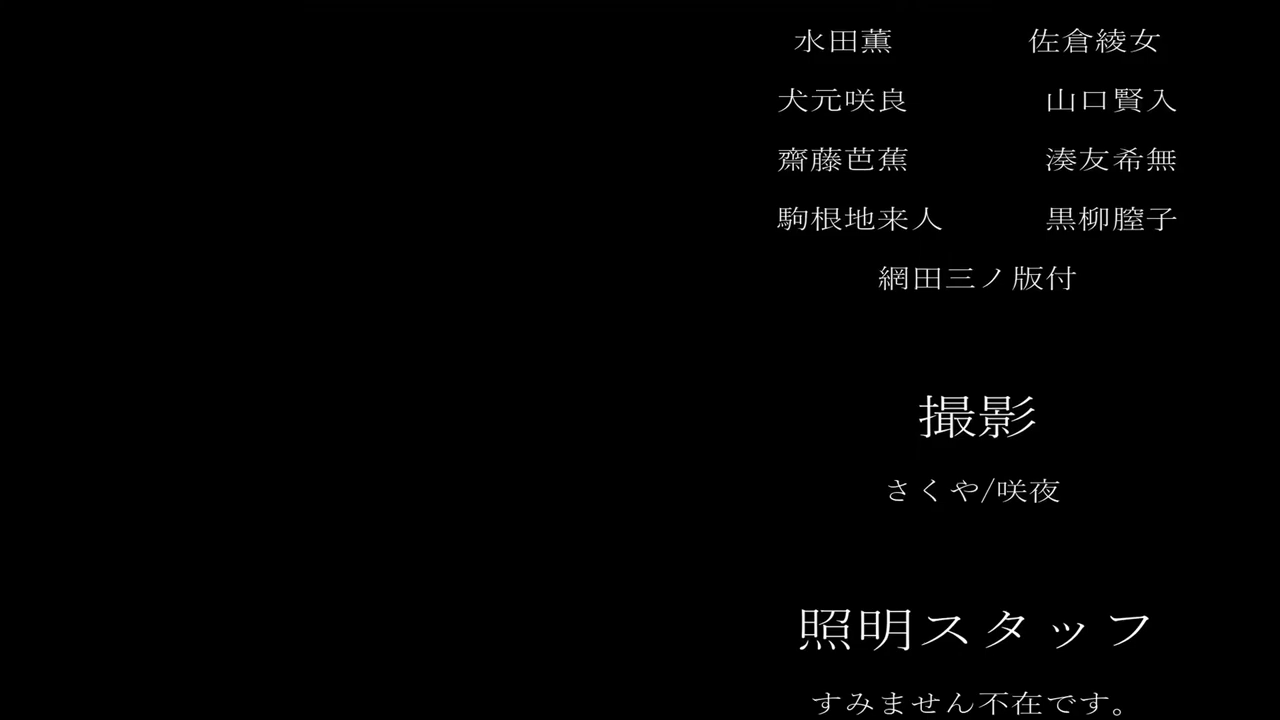 水田薫 佐倉綾女
犬元咲良 山口賢入
齋藤芭蕉 湊友希無
駒根地来人 黒柳膣子
網田三ノ版付
撮影
さくや/咲夜
照明スタッフ
すみません不在です。